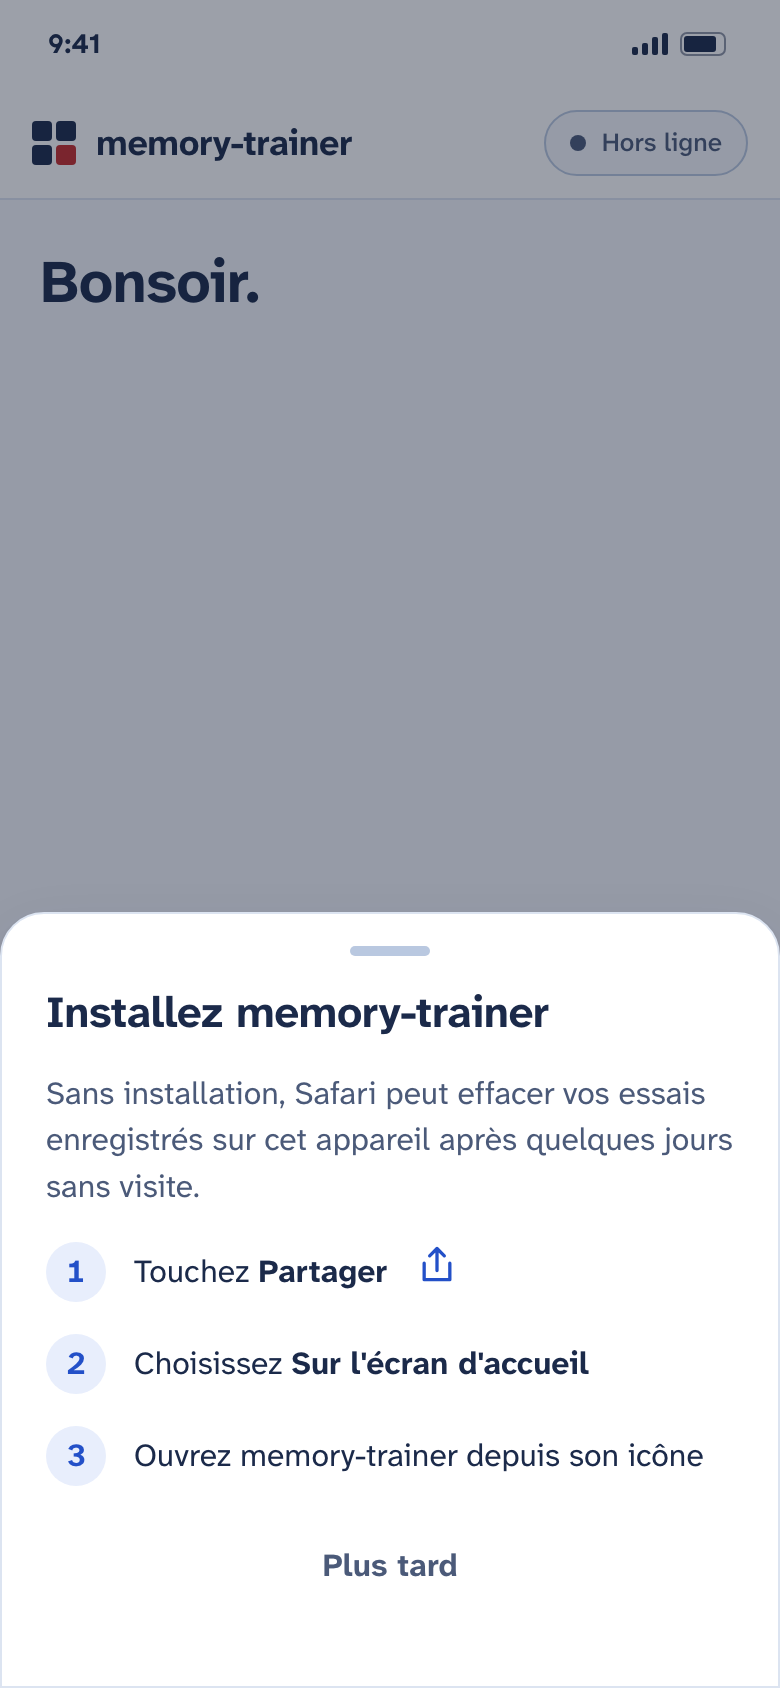 9:41
memory-trainer
Hors ligne
Bonsoir.
Installez memory-trainer
Sans installation, Safari peut effacer vos essais
enregistrés sur cet appareil après quelques jours
sans visite.
1 Touchez Partager
2 Choisissez Sur l'écran d'accueil
3 Ouvrez memory-trainer depuis son icône
Plus tard